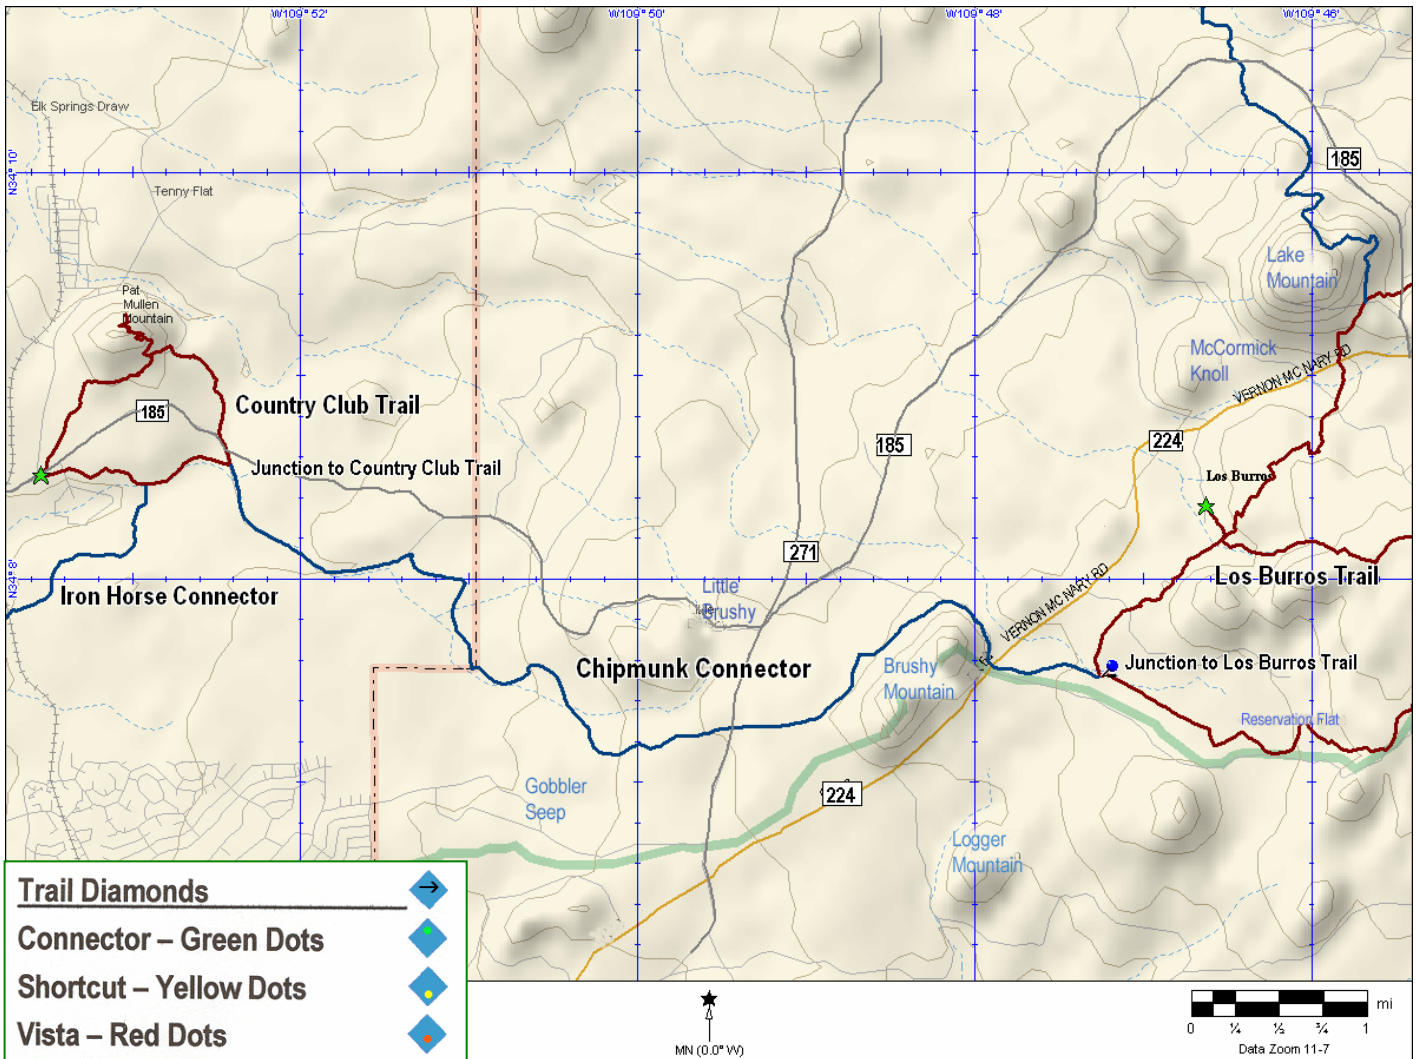 W109° 52'
W109° 50'
W109° 48'
W109° 46'
Elk Springs Draw
N34° 10'
185
Tenny Flat
Lake
Mountain
Pat
Mullen
Mountain
McCormick
Knoll
VERNON MC NARY RD
185
Country Club Trail
224
185
Junction to Country Club Trail
Los Burros
271
N34° 8'
Iron Horse Connector
Little
Brushy
VERNON MC NARY RD
Los Burros Trail
Chipmunk Connector
Brushy
Mountain
Junction to Los Burros Trail
Reservation Flat
Gobbler
Seep
224
Logger
Mountain
Trail Diamonds
Connector – Green Dots
Shortcut – Yellow Dots
Vista – Red Dots
MN (0.0° W)
mi
0 ¼ ½ ¾ 1
Data Zoom 11-7